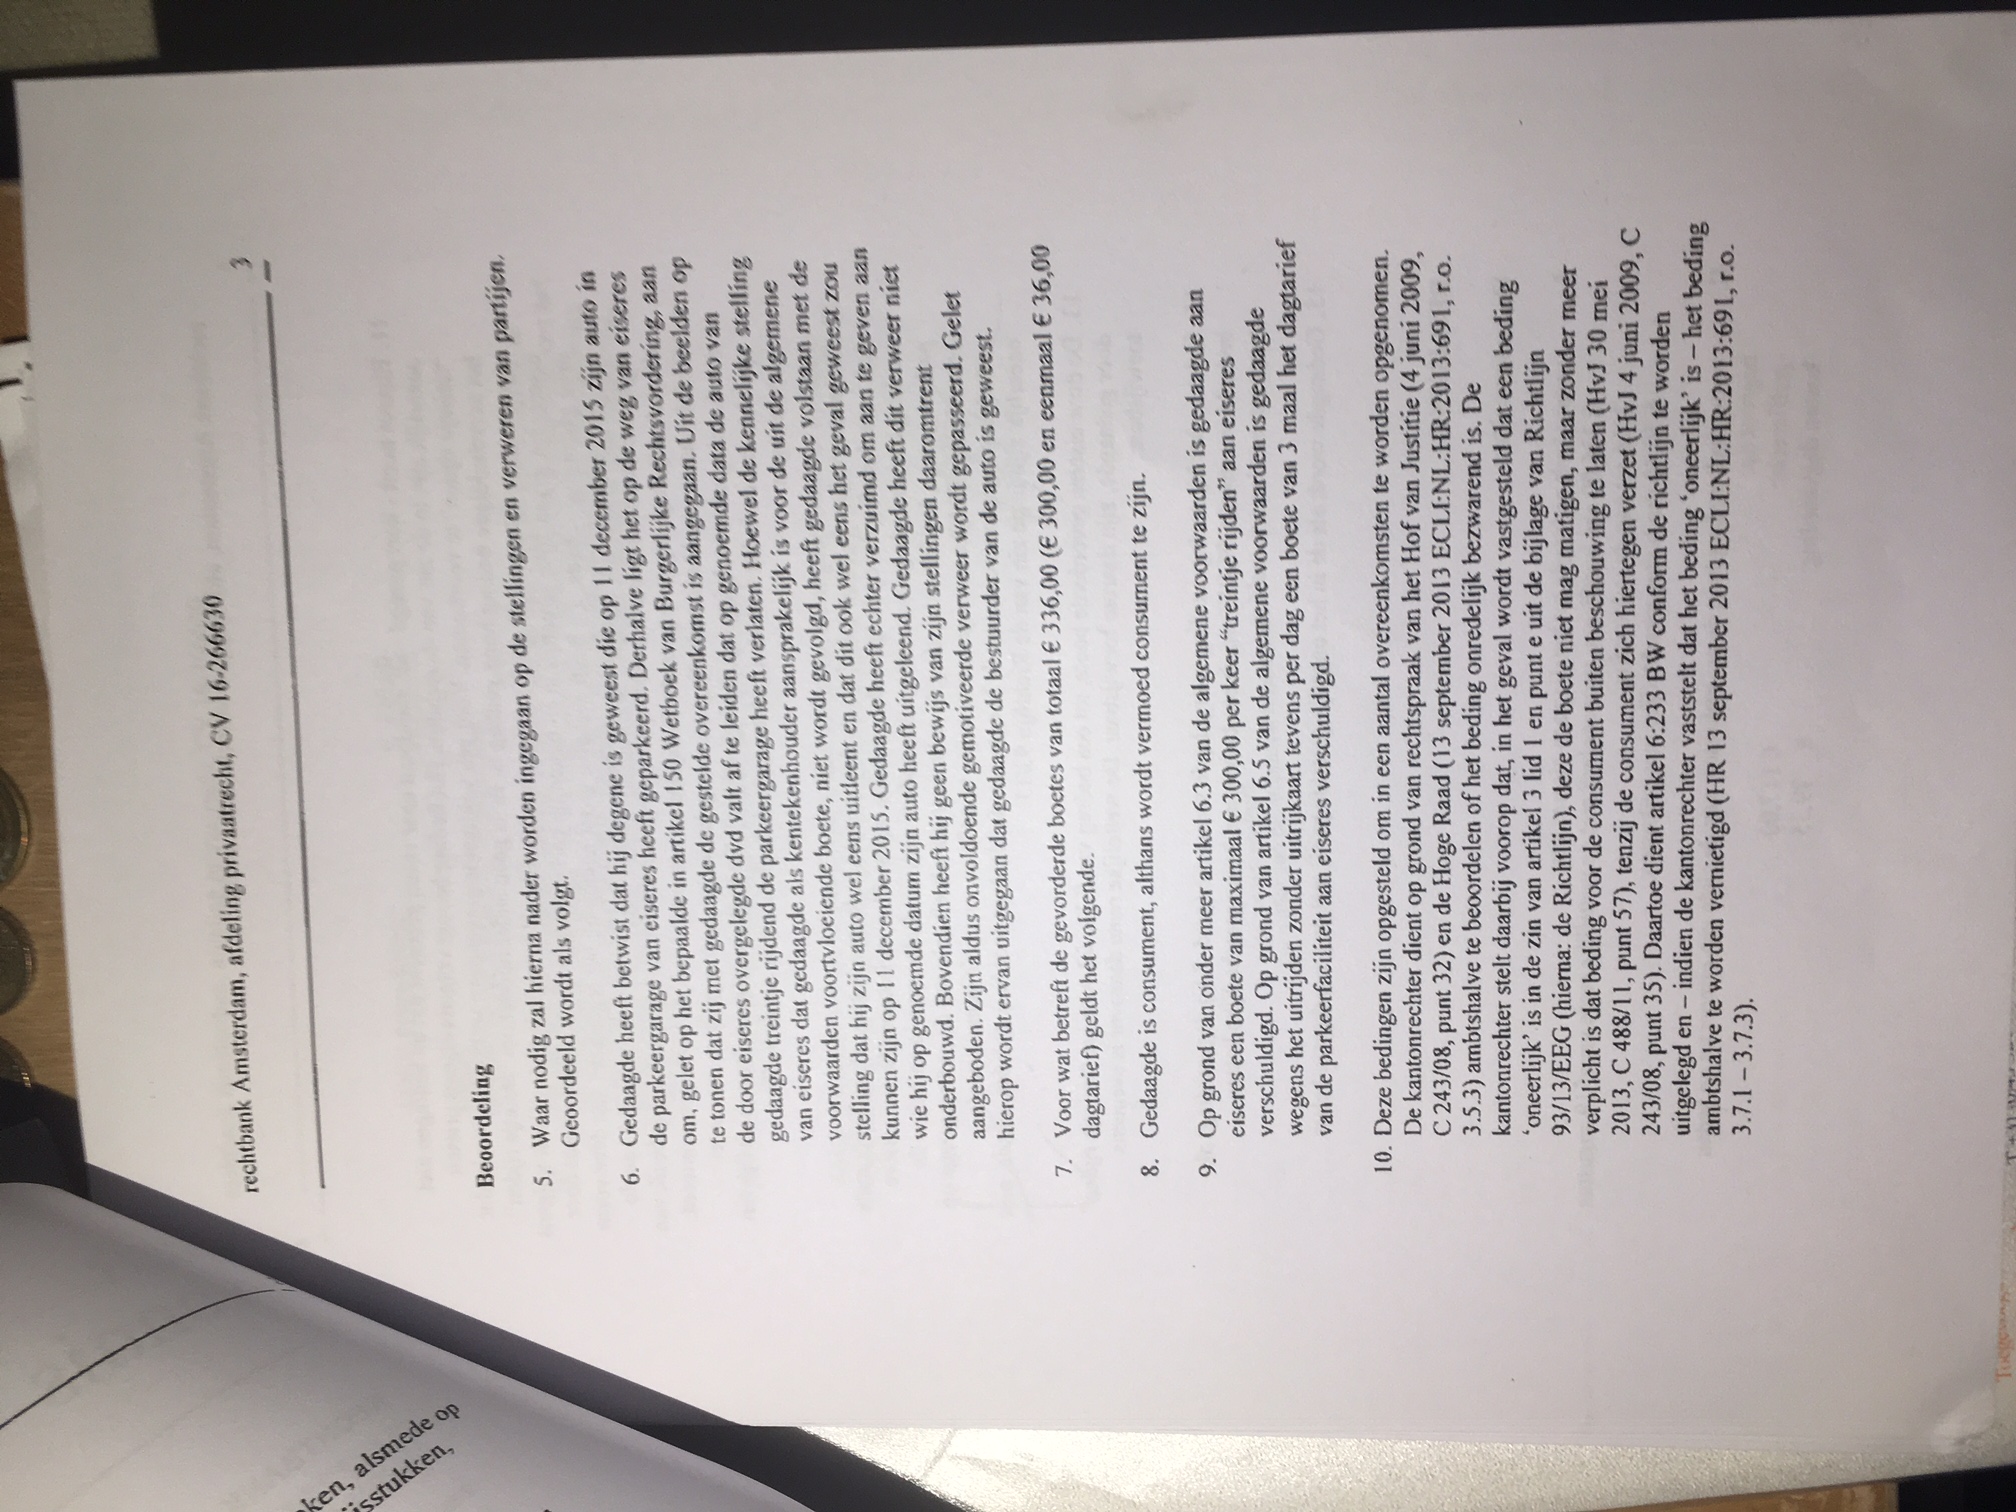 ken, alsmede op
isstukken,
rechtbank Amsterdam, afdeling privaatrecht, CV 16-266630
3
Beoordeling
5. Waar nodig zal hierna nader worden ingegaan op de stellingen en verweren van partijen.
Geoordeeld wordt als volgt.
6. Gedaagde heeft betwist dat hij degene is geweest die op 11 december 2015 zijn auto in
de parkeergarage van eiseres heeft geparkeerd. Derhalve ligt het op de weg van eiseres
om, gelet op het bepaalde in artikel 150 Wetboek van Burgerlijke Rechtsvordering, aan
te tonen dat zij met gedaagde de gestelde overeenkomst is aangegaan. Uit de beelden op
de door eiseres overgelegde dvd valt af te leiden dat op genoemde data de auto van
gedaagde treintje rijdend de parkeergarage heeft verlaten. Hoewel de kennelijke stelling
van eiseres dat gedaagde als kentekenhouder aansprakelijk is voor de uit de algemene
voorwaarden voortvloeiende boete, niet wordt gevolgd, heeft gedaagde volstaan met de
stelling dat hij zijn auto wel eens uitleent en dat dit ook wel eens het geval geweest zou
kunnen zijn op 11 december 2015. Gedaagde heeft echter verzuimd om aan te geven aan
wie hij op genoemde datum zijn auto heeft uitgeleend. Gedaagde heeft dit verweer niet
onderbouwd. Bovendien heeft hij geen bewijs van zijn stellingen daaromtrent
aangeboden. Zijn aldus onvoldoende gemotiveerde verweer wordt gepasseerd. Gelet
hierop wordt ervan uitgegaan dat gedaagde de bestuurder van de auto is geweest.
7. Voor wat betreft de gevorderde boetes van totaal € 336,00 (€ 300,00 en eenmaal € 36,00
dagtarief) geldt het volgende.
8. Gedaagde is consument, althans wordt vermoed consument te zijn.
9. Op grond van onder meer artikel 6.3 van de algemene voorwaarden is gedaagde aan
eiseres een boete van maximaal € 300,00 per keer “treintje rijden” aan eiseres
verschuldigd. Op grond van artikel 6.5 van de algemene voorwaarden is gedaagde
wegens het uitrijden zonder uitrijkaart tevens per dag een boete van 3 maal het dagtarief
van de parkeerfaciliteit aan eiseres verschuldigd.
10. Deze bedingen zijn opgesteld om in een aantal overeenkomsten te worden opgenomen.
De kantonrechter dient op grond van rechtspraak van het Hof van Justitie (4 juni 2009,
C 243/08, punt 32) en de Hoge Raad (13 september 2013 ECLI:NL:HR:2013:691, r.o.
3.5.3) ambtshalve te beoordelen of het beding onredelijk bezwarend is. De
kantonrechter stelt daarbij voorop dat, in het geval wordt vastgesteld dat een beding
‘oneerlijk’ is in de zin van artikel 3 lid 1 en punt e uit de bijlage van Richtlijn
93/13/EEG (hierna: de Richtlijn), deze de boete niet mag matigen, maar zonder meer
verplicht is dat beding voor de consument buiten beschouwing te laten (HvJ 30 mei
2013, C 488/11, punt 57), tenzij de consument zich hiertegen verzet (HvJ 4 juni 2009, C
243/08, punt 35). Daartoe dient artikel 6:233 BW conform de richtlijn te worden
uitgelegd en – indien de kantonrechter vaststelt dat het beding ‘oneerlijk’ is – het beding
ambtshalve te worden vernietigd (HR 13 september 2013 ECLI:NL:HR:2013:691, r.o.
3.7.1 – 3.7.3).